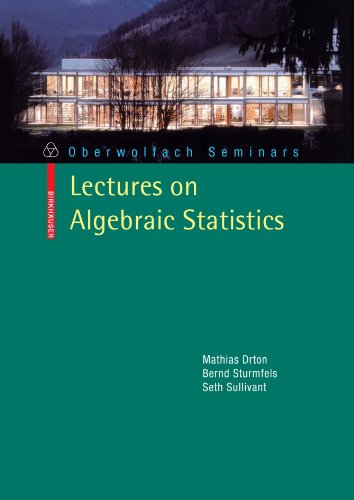 Oberwolfach Seminars
BIRKHÄUSER
Lectures on
Algebraic Statistics
Mathias Drton
Bernd Sturmfels
Seth Sullivant